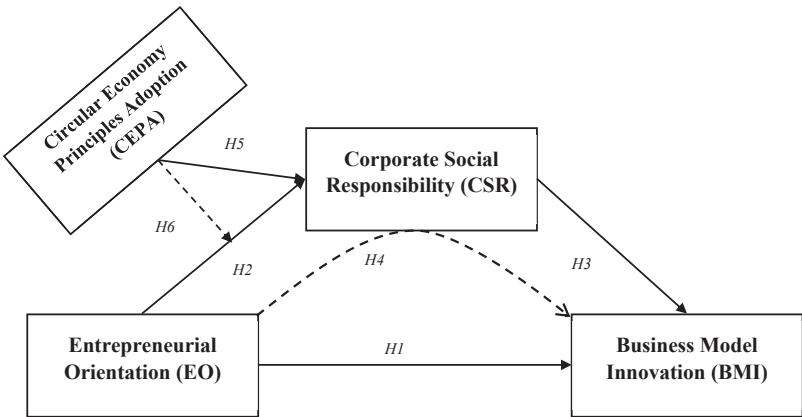 Circular Economy
Principles Adoption
(CEPA)
H5
Corporate Social
Responsibility (CSR)
H6
H2
H4
H3
Entrepreneurial
Orientation (EO)
H1
Business Model
Innovation (BMI)